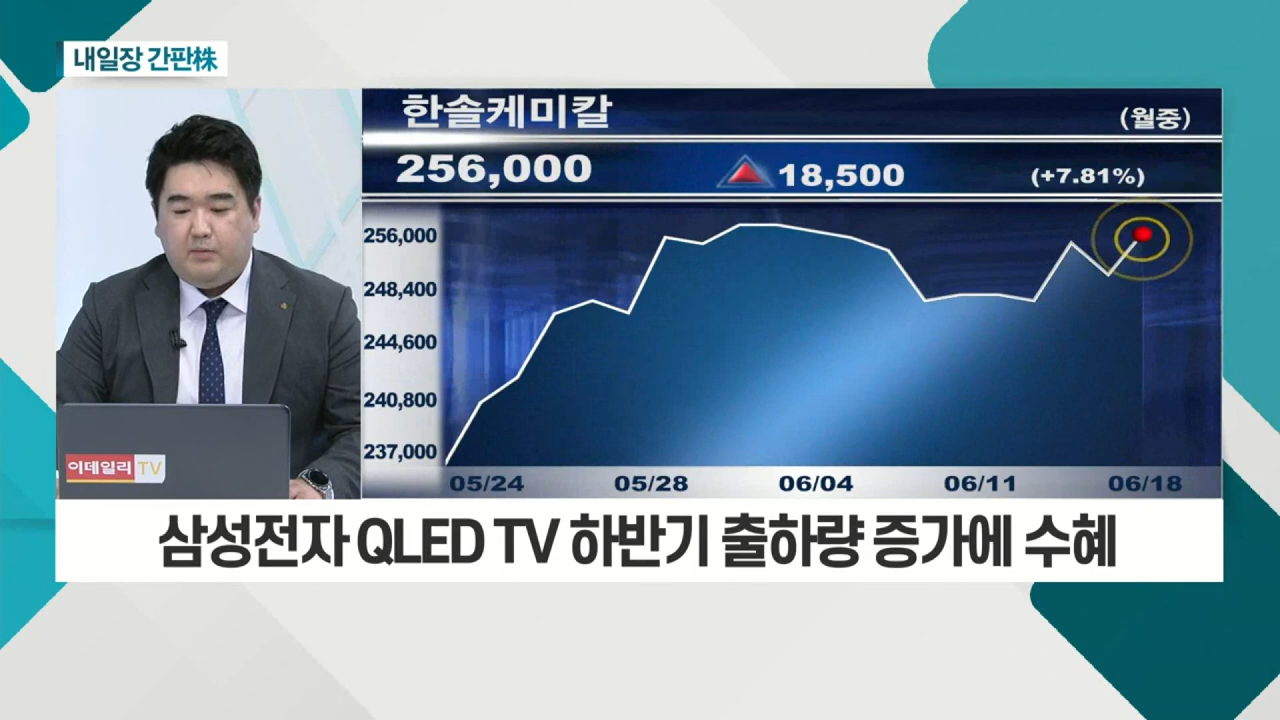 내일장 간판株
한솔케미칼
(월중)
256,000
18,500
(+7.81%)
256,000
248,400
244,600
240,800
237,000
05/24
05/28
06/04
06/11
06/18
이데일리TV
삼성전자 QLED TV 하반기 출하량 증가에 수혜